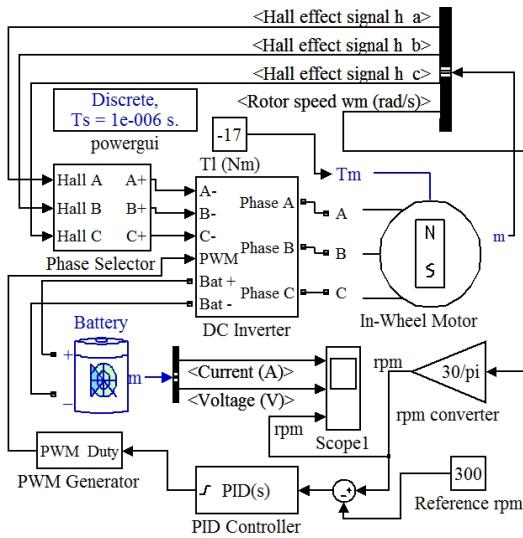 <Hall effect signal h_a>
<Hall effect signal h_b>
<Hall effect signal h_c>
<Rotor speed wm (rad/s)>
Discrete,
Ts = 1e-006 s.
powergui
-17
Tl (Nm)
Tm
Hall A A+
Hall B B+
Hall C C+
Phase Selector
A-
B-
C-
PWM
Bat +
Bat -
Phase A
Phase B
Phase C
DC Inverter
A
B
C
N
S
m
In-Wheel Motor
Battery
+
m
–
<Current (A)>
<Voltage (V)>
rpm
Scope1
rpm
30/pi
rpm converter
PWM Duty
PWM Generator
PID(s)
PID Controller
-+
300
Reference rpm